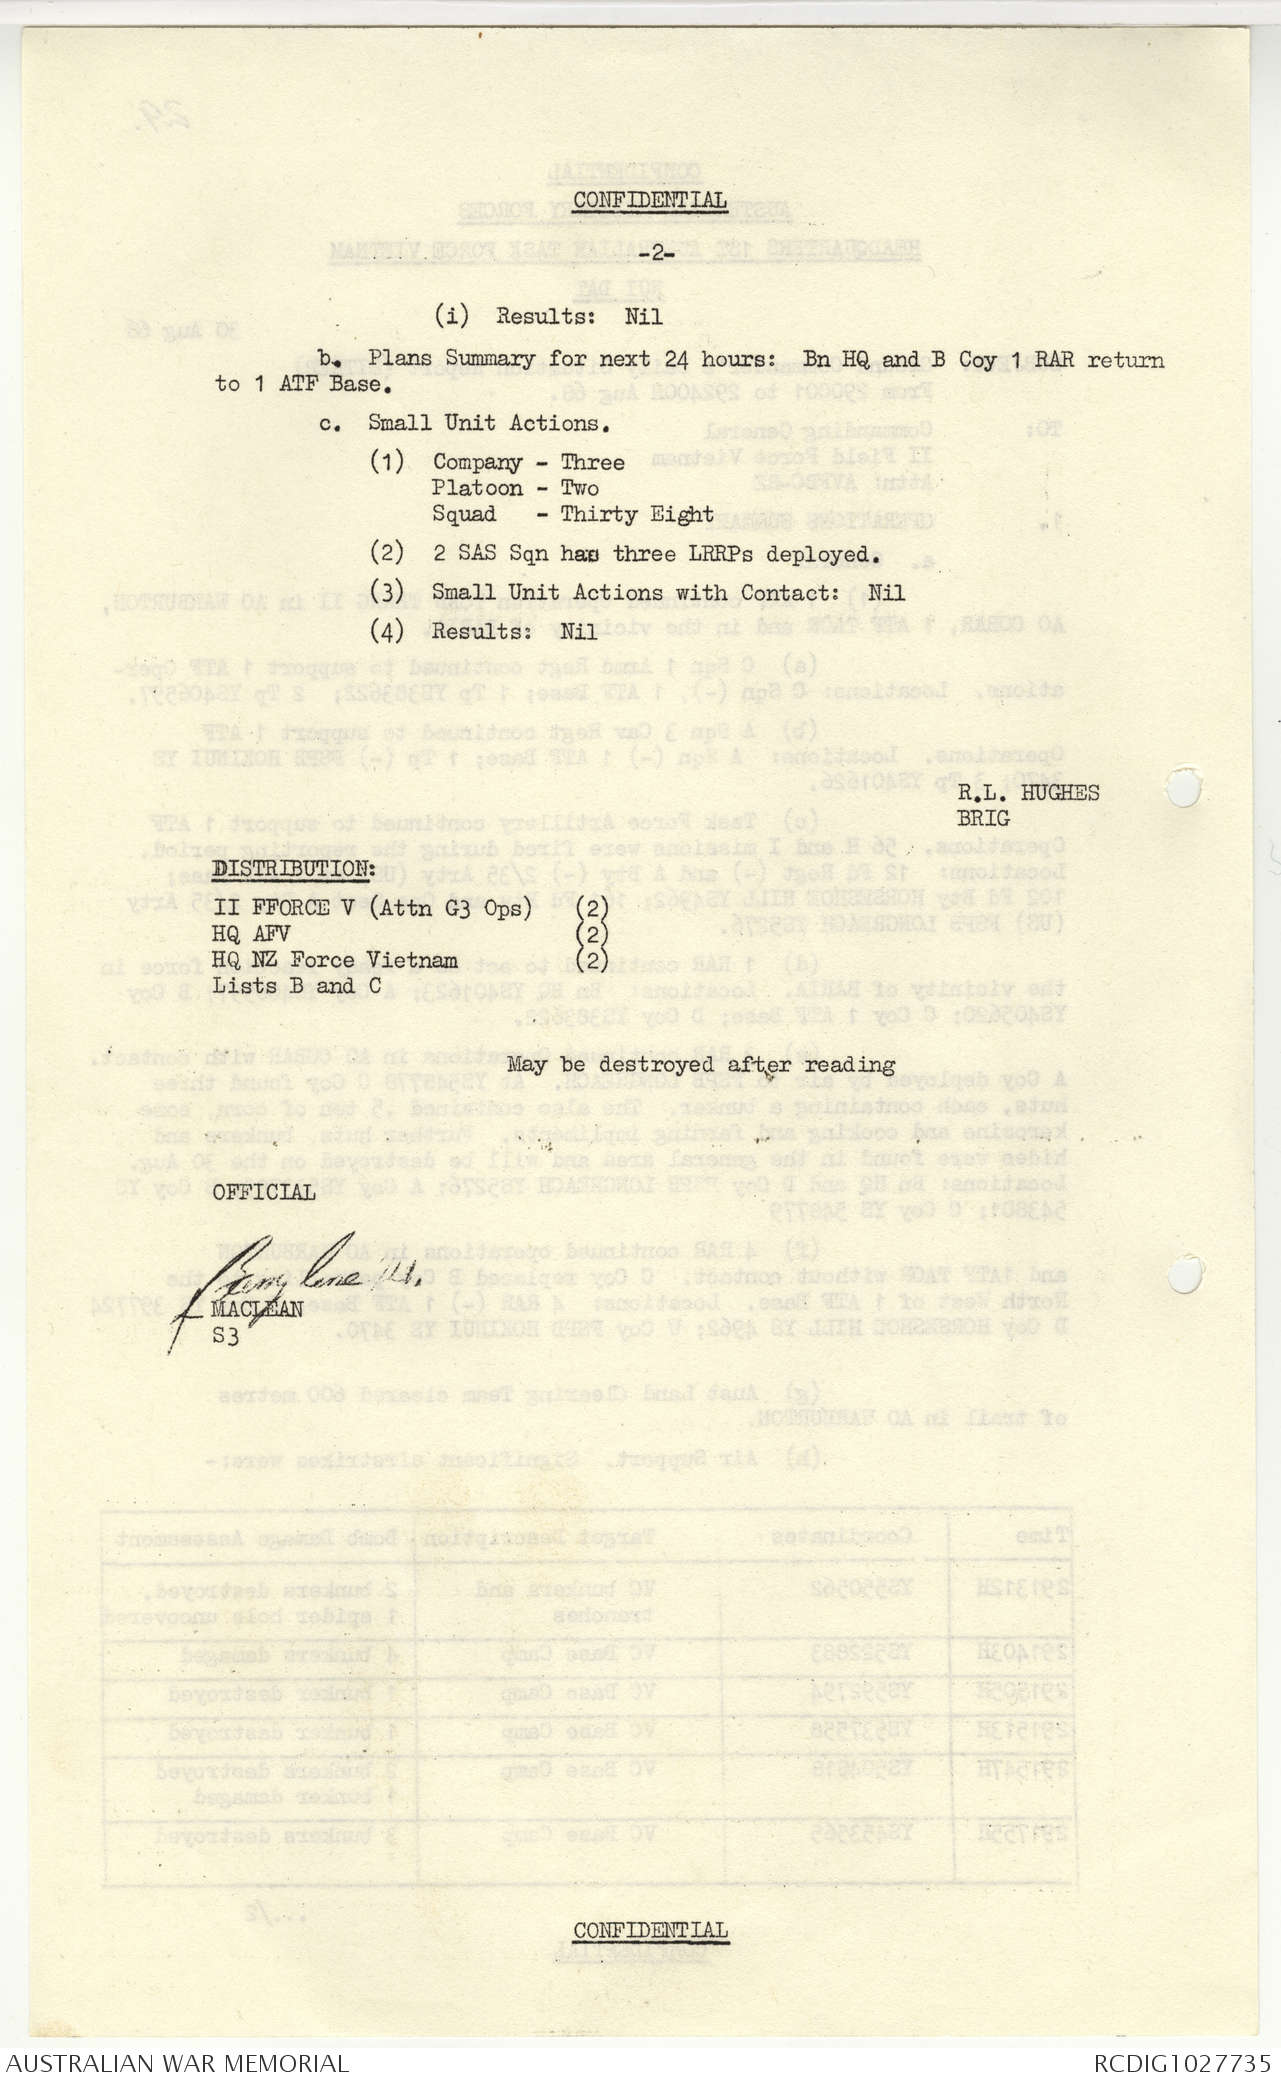 CONFIDENTIAL
-2-
(i) Results: Nil
b. Plans Summary for next 24 hours: Bn HQ and B Coy 1 RAR return
to 1 ATF Base.
c. Small Unit Actions.
(1) Company - Three
Platoon - Two
Squad - Thirty Eight
(2) 2 SAS Sqn has three LRRPs deployed.
(3) Small Unit Actions with Contact: Nil
(4) Results: Nil
R.L. HUGHES
BRIG
DISTRIBUTION:
II FFORCE V (Attn G3 Ops) (2)
HQ AFV (2)
HQ NZ Force Vietnam (2)
Lists B and C
May be destroyed after reading
OFFICIAL
MACLEAN
S3
CONFIDENTIAL
AUSTRALIAN WAR MEMORIAL
RCDIG1027735